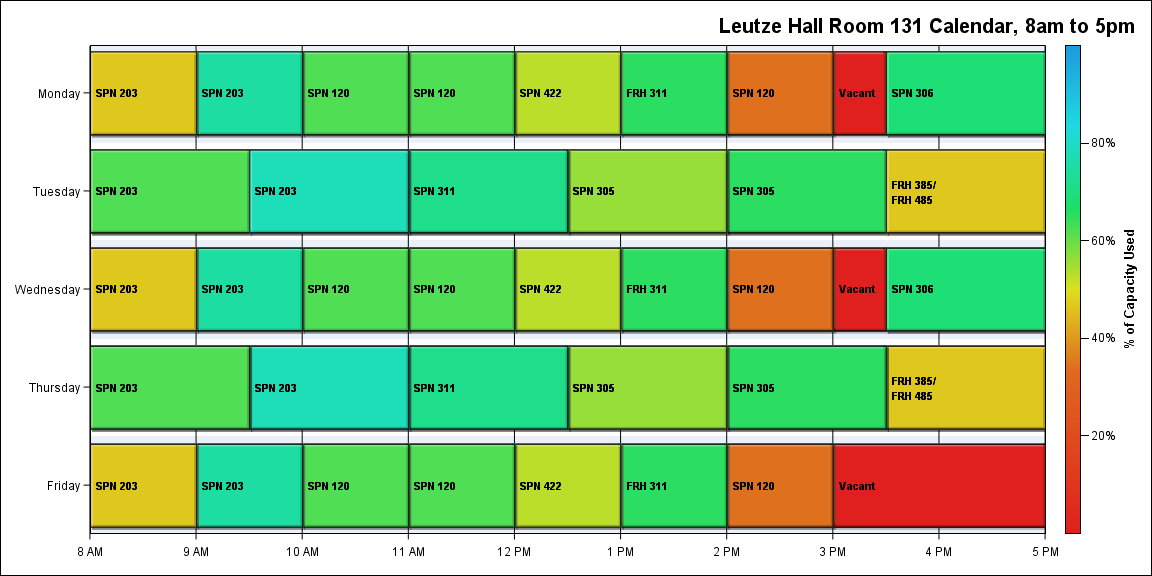 Leutze Hall Room 131 Calendar, 8am to 5pm
Monday
SPN 203
SPN 203
SPN 120
SPN 120
SPN 422
FRH 311
SPN 120
Vacant
SPN 306
Tuesday
SPN 203
SPN 203
SPN 311
SPN 305
SPN 305
FRH 385/
FRH 485
Wednesday
SPN 203
SPN 203
SPN 120
SPN 120
SPN 422
FRH 311
SPN 120
Vacant
SPN 306
Thursday
SPN 203
SPN 203
SPN 311
SPN 305
SPN 305
FRH 385/
FRH 485
Friday
SPN 203
SPN 203
SPN 120
SPN 120
SPN 422
FRH 311
SPN 120
Vacant
8 AM
9 AM
10 AM
11 AM
12 PM
1 PM
2 PM
3 PM
4 PM
5 PM
80%
60%
40%
20%
% of Capacity Used